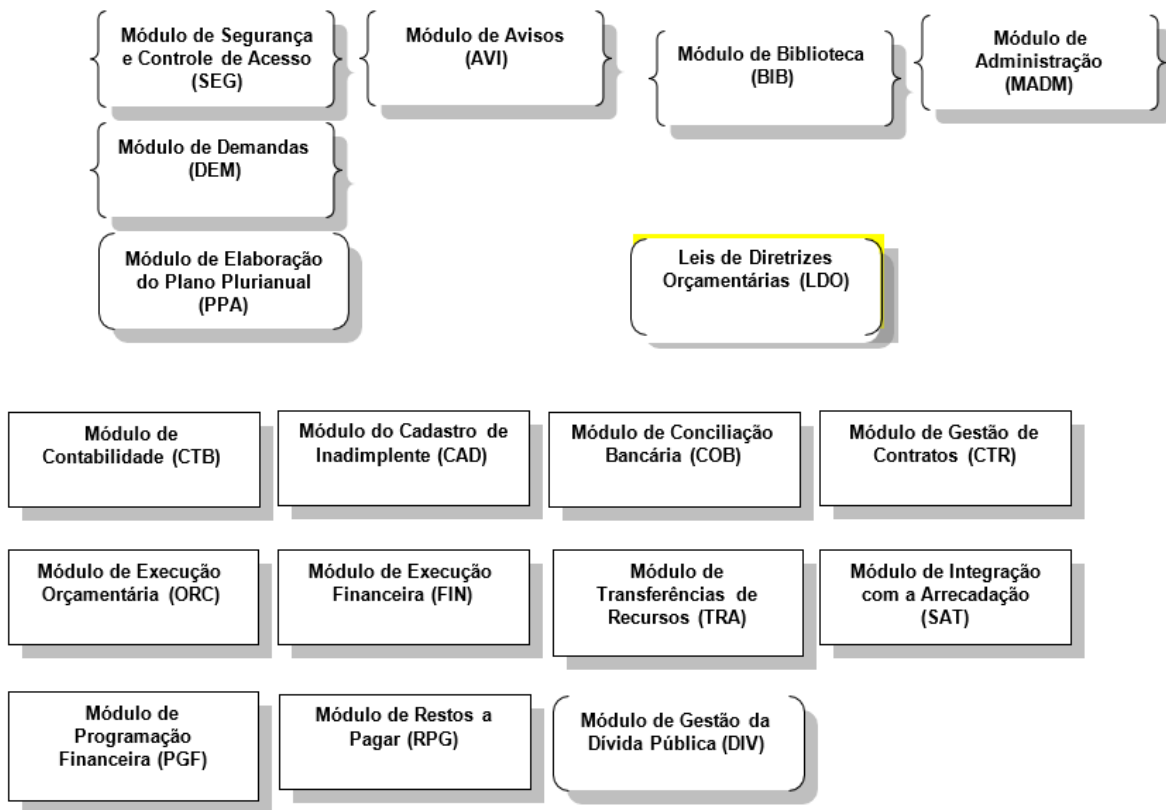 Módulo de Segurança
e Controle de Acesso
(SEG)
Módulo de Avisos
(AVI)
Módulo de Biblioteca
(BIB)
Módulo de
Administração
(MADM)
Módulo de Demandas
(DEM)
Módulo de Elaboração
do Plano Plurianual
(PPA)
Leis de Diretrizes
Orçamentárias (LDO)
Módulo de
Contabilidade (CTB)
Módulo do Cadastro de
Inadimplente (CAD)
Módulo de Conciliação
Bancária (COB)
Módulo de Gestão de
Contratos (CTR)
Módulo de Execução
Orçamentária (ORC)
Módulo de Execução
Financeira (FIN)
Módulo de
Transferências de
Recursos (TRA)
Módulo de Integração
com a Arrecadação
(SAT)
Módulo de
Programação
Financeira (PGF)
Módulo de Restos a
Pagar (RPG)
Módulo de Gestão da
Dívida Pública (DIV)